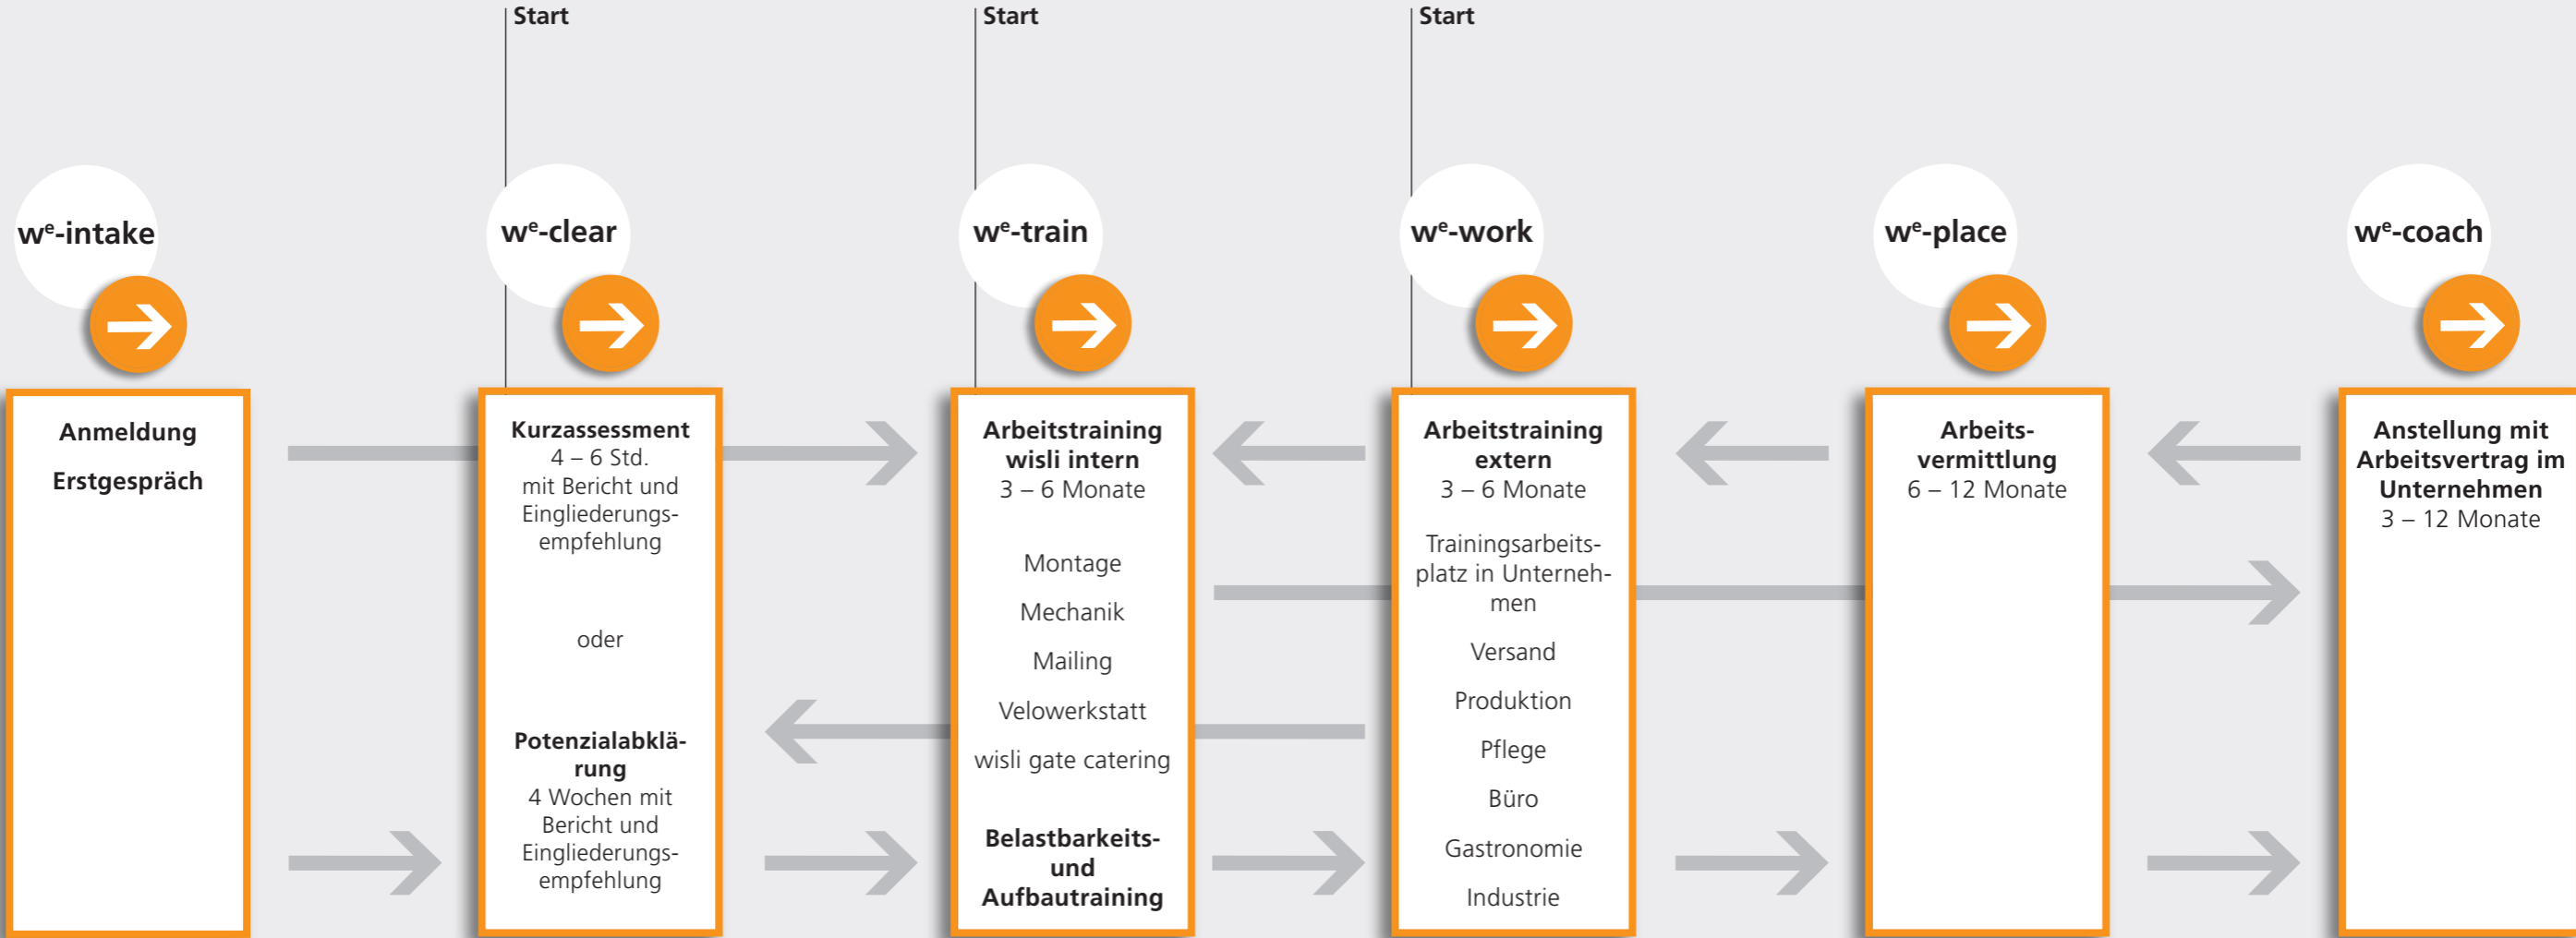 Start
Start
Start
we-intake
we-clear
we-train
we-work
we-place
we-coach
Anmeldung
Erstgespräch
Kurzassessment
4 – 6 Std.
mit Bericht und
Eingliederungs-
empfehlung
oder
Potenzialabklä-
rung
4 Wochen mit
Bericht und
Eingliederungs-
empfehlung
Arbeitstraining
wisli intern
3 – 6 Monate
Montage
Mechanik
Mailing
Velowerkstatt
wisli gate catering
Belastbarkeits-
und
Aufbautraining
Arbeitstraining
extern
3 – 6 Monate
Trainingsarbeits-
platz in Unterneh-
men
Versand
Produktion
Pflege
Büro
Gastronomie
Industrie
Arbeits-
vermittlung
6 – 12 Monate
Anstellung mit
Arbeitsvertrag im
Unternehmen
3 – 12 Monate